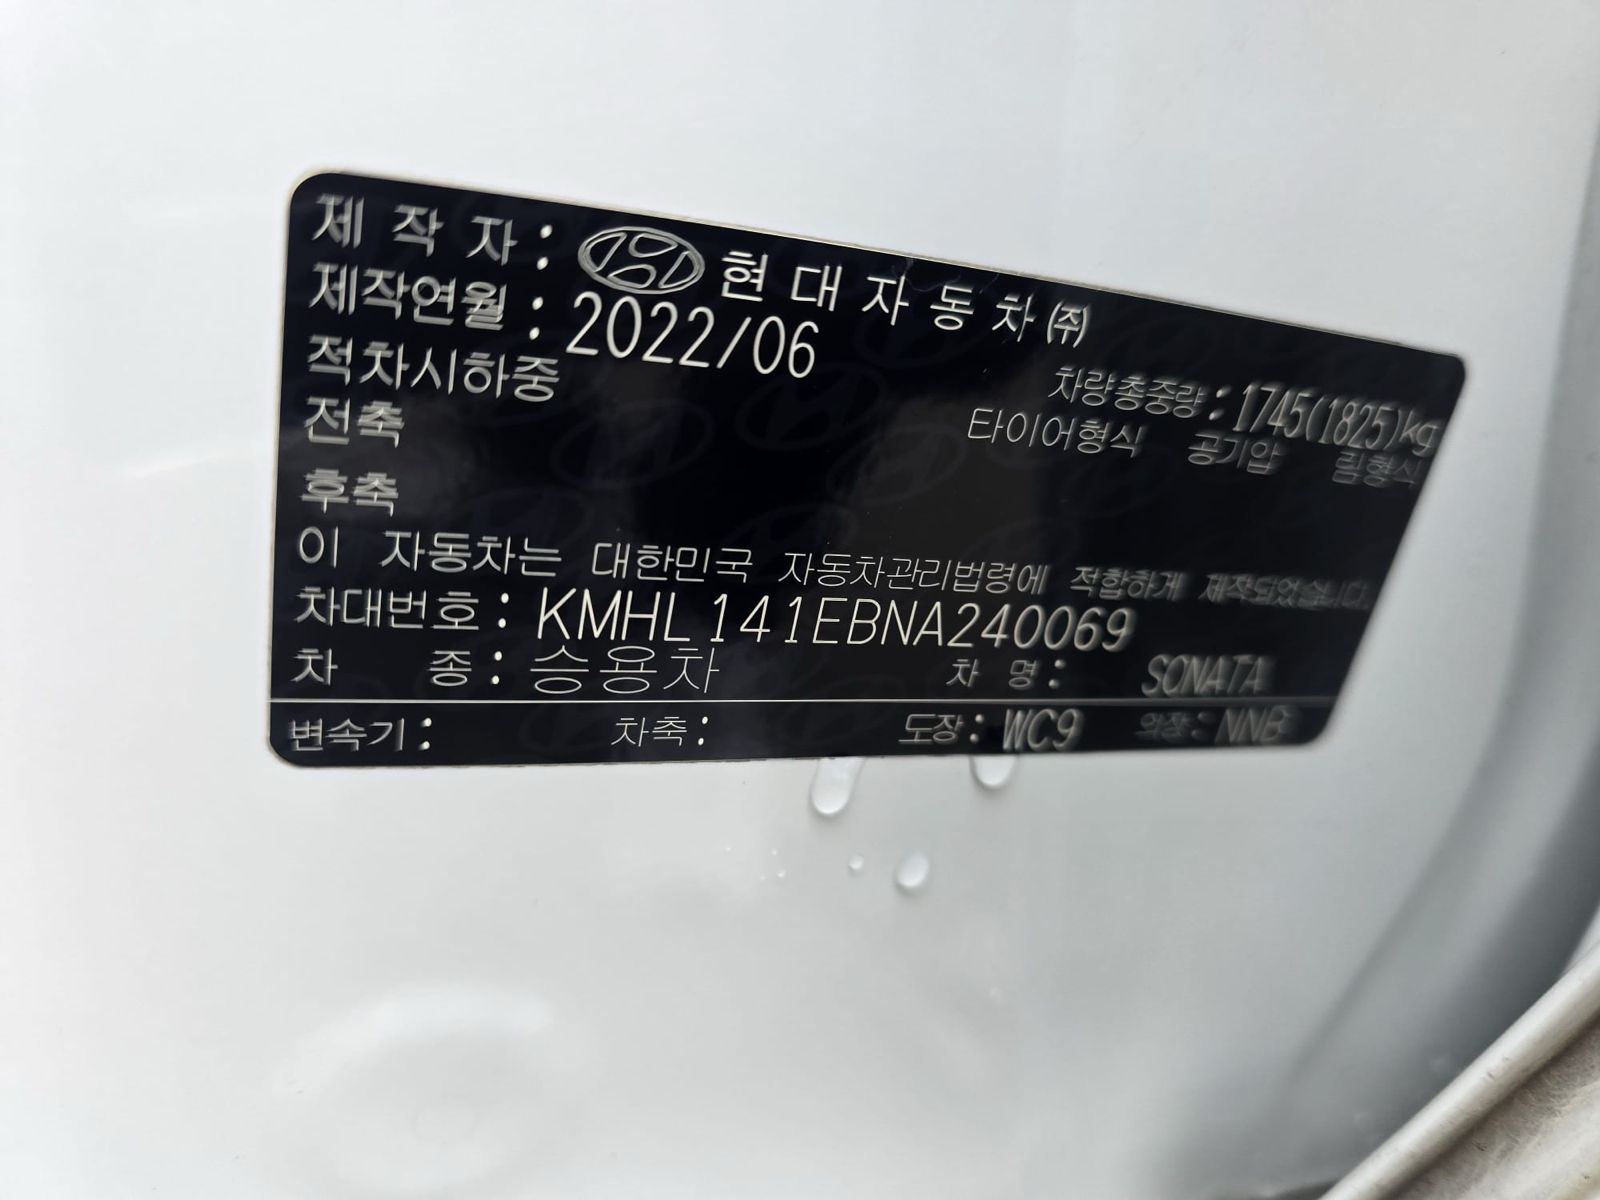 제 작 자 : 현 대 자 동 차 ㈜
제작연월 : 2022/06
적차시하중 차량총중량 : 1745(1825)kg
전축 타이어형식 공기압 림형식
후축
이 자동차는 대한민국 자동차관리법령에 적합하게 제작되었습니다.
차대번호 : KMHL141EBNA240069
차 종 : 승용차 차 명 : SONATA
변속기 : 차축 : 도장 : WC9 의장 : NNB